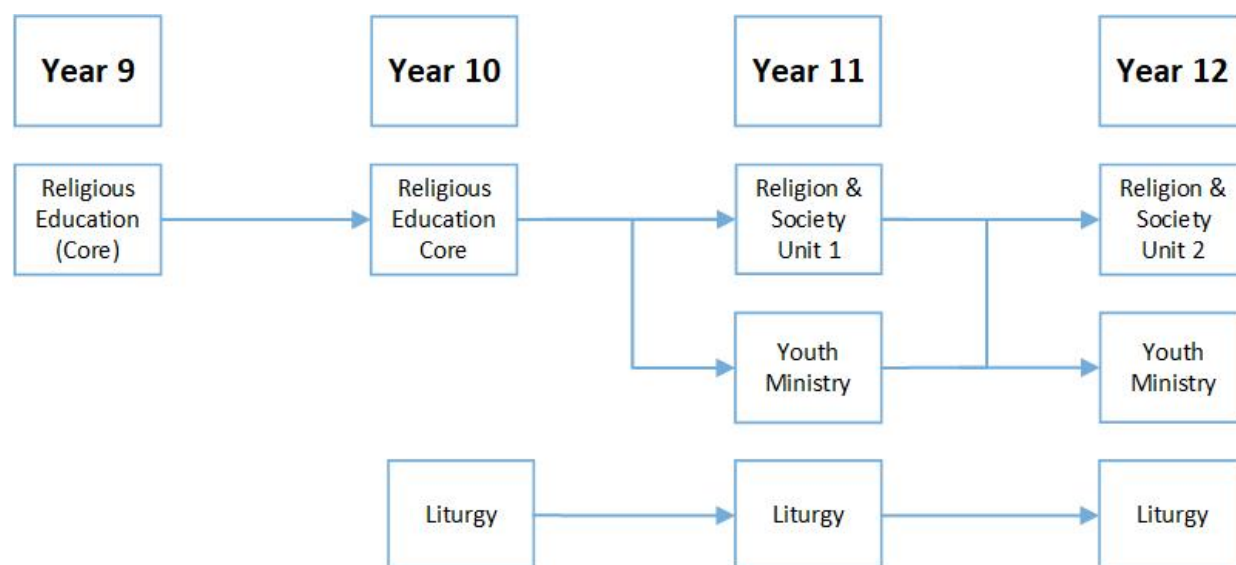 Year 9
Year 10
Year 11
Year 12
Religious
Education
(Core)
Religious
Education
Core
Religion &
Society
Unit 1
Religion &
Society
Unit 2
Youth
Ministry
Youth
Ministry
Liturgy
Liturgy
Liturgy